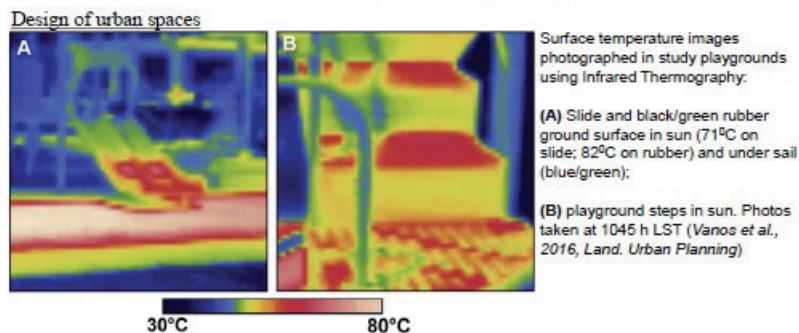 Design of urban spaces
A
B
Surface temperature images
photographed in study playgrounds
using Infrared Thermography:
(A) Slide and black/green rubber
ground surface in sun (71⁰C on
slide; 82⁰C on rubber) and under sail
(blue/green);
(B) playground steps in sun. Photos
taken at 1045 h LST (Vanos et al.,
2016, Land. Urban Planning)
30°C 80°C